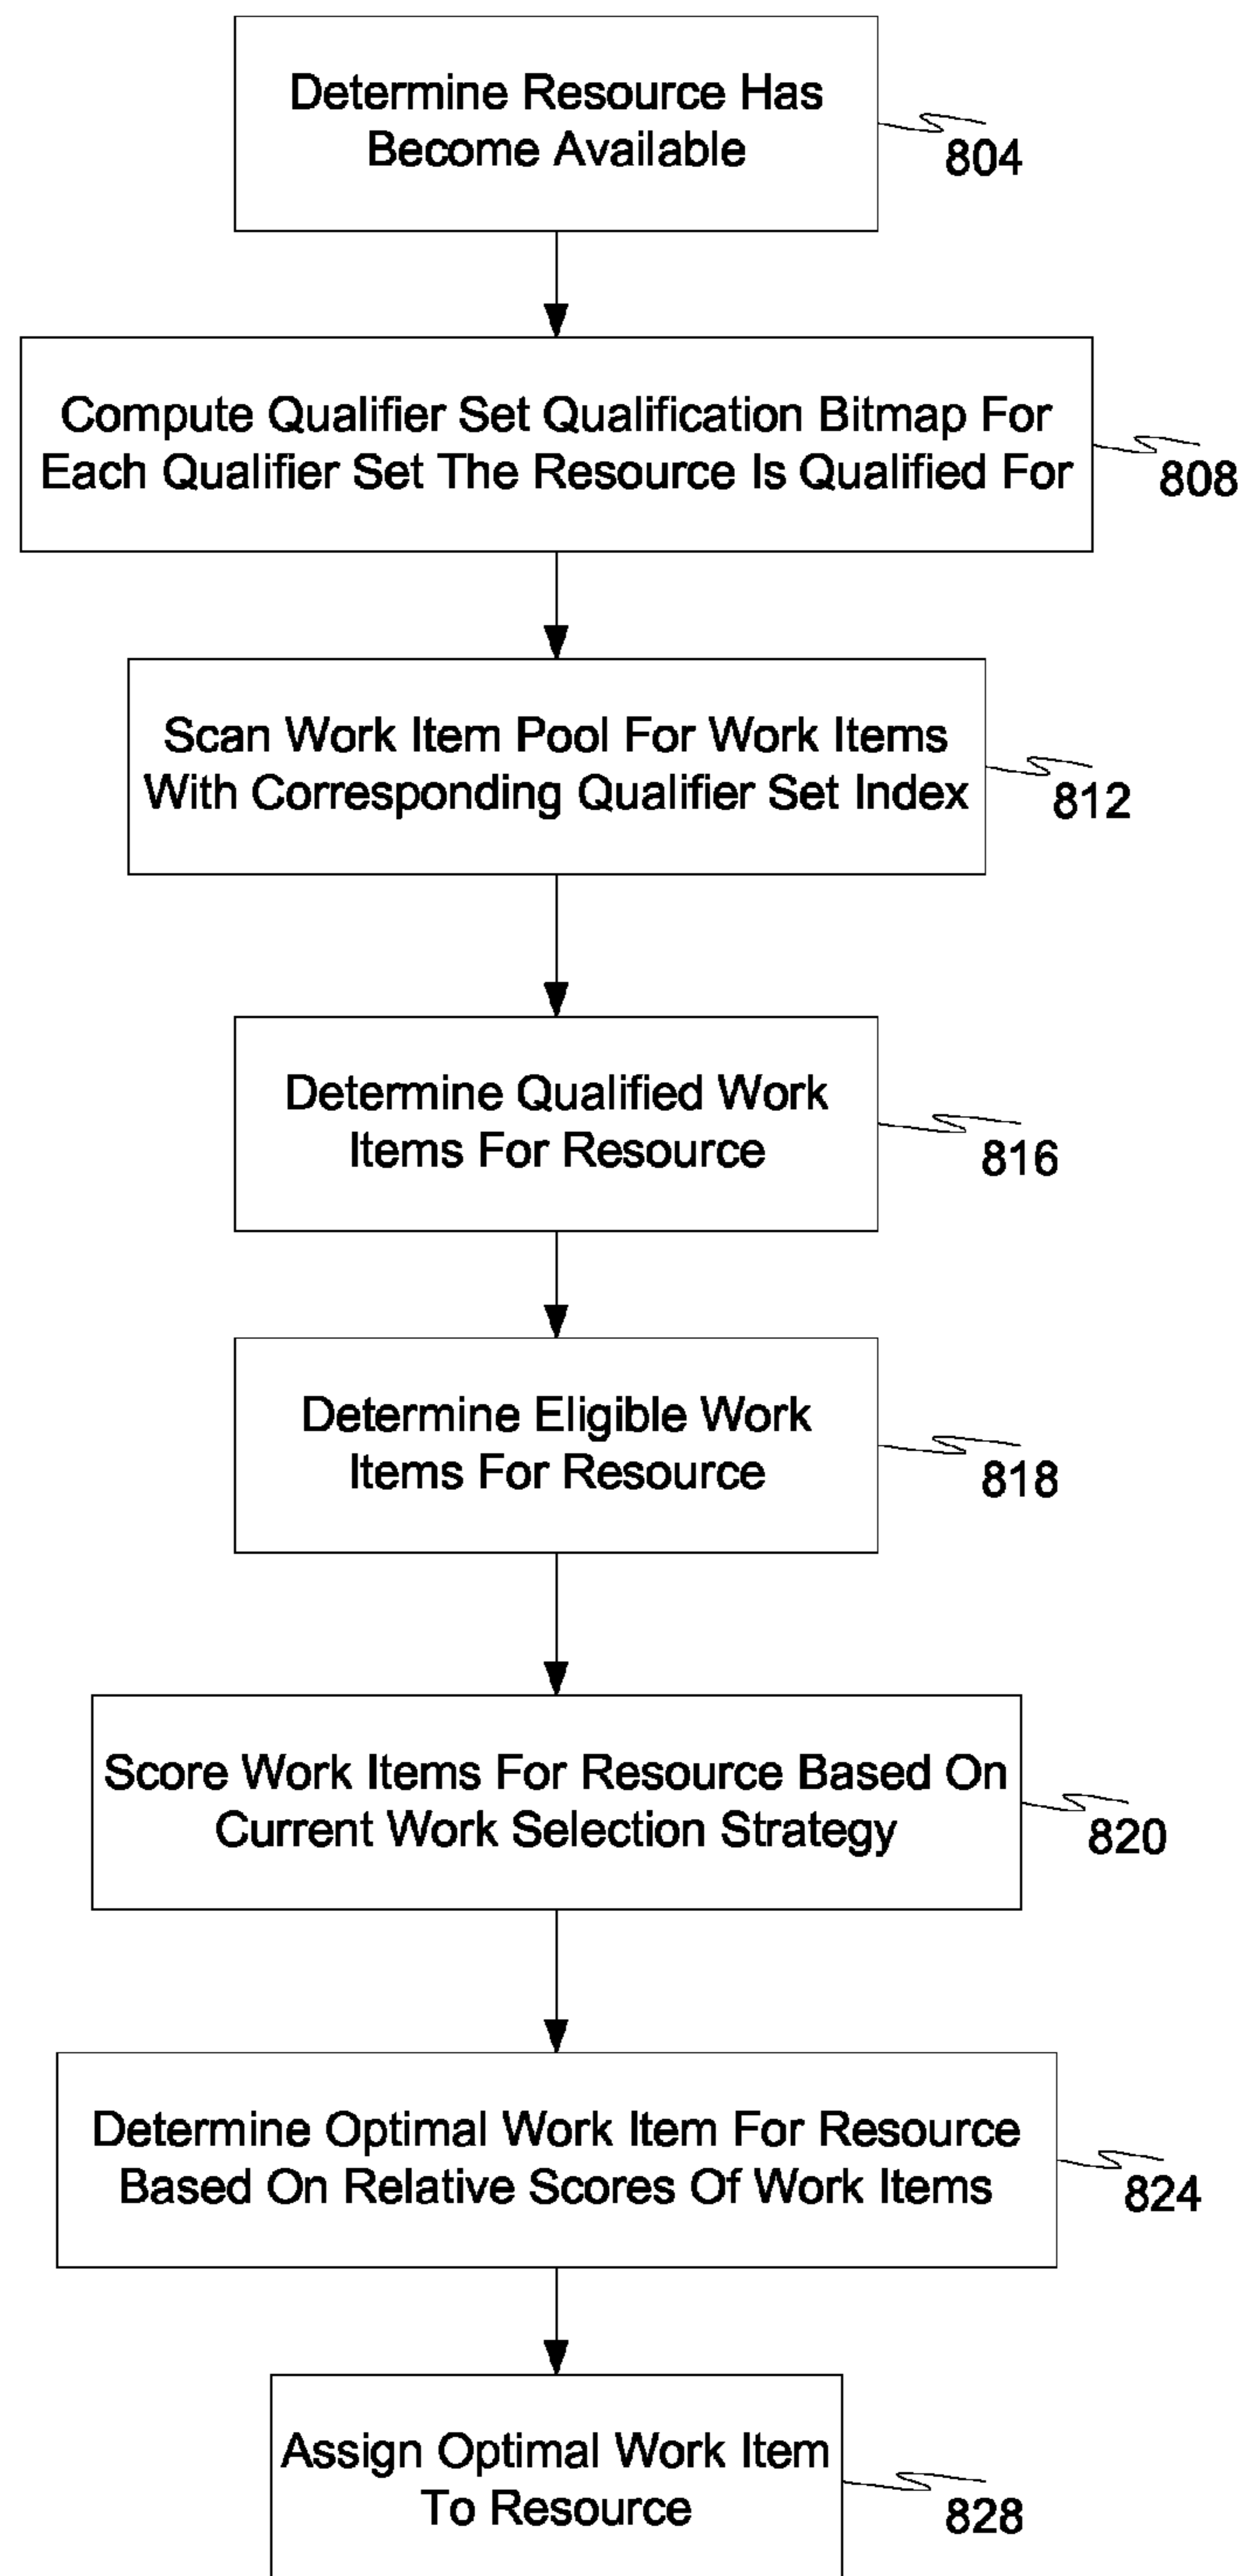 Determine Resource Has
Become Available
804
Compute Qualifier Set Qualification Bitmap For
Each Qualifier Set The Resource Is Qualified For
808
Scan Work Item Pool For Work Items
With Corresponding Qualifier Set Index
812
Determine Qualified Work
Items For Resource
816
Determine Eligible Work
Items For Resource
818
Score Work Items For Resource Based On
Current Work Selection Strategy
820
Determine Optimal Work Item For Resource
Based On Relative Scores Of Work Items
824
Assign Optimal Work Item
To Resource
828